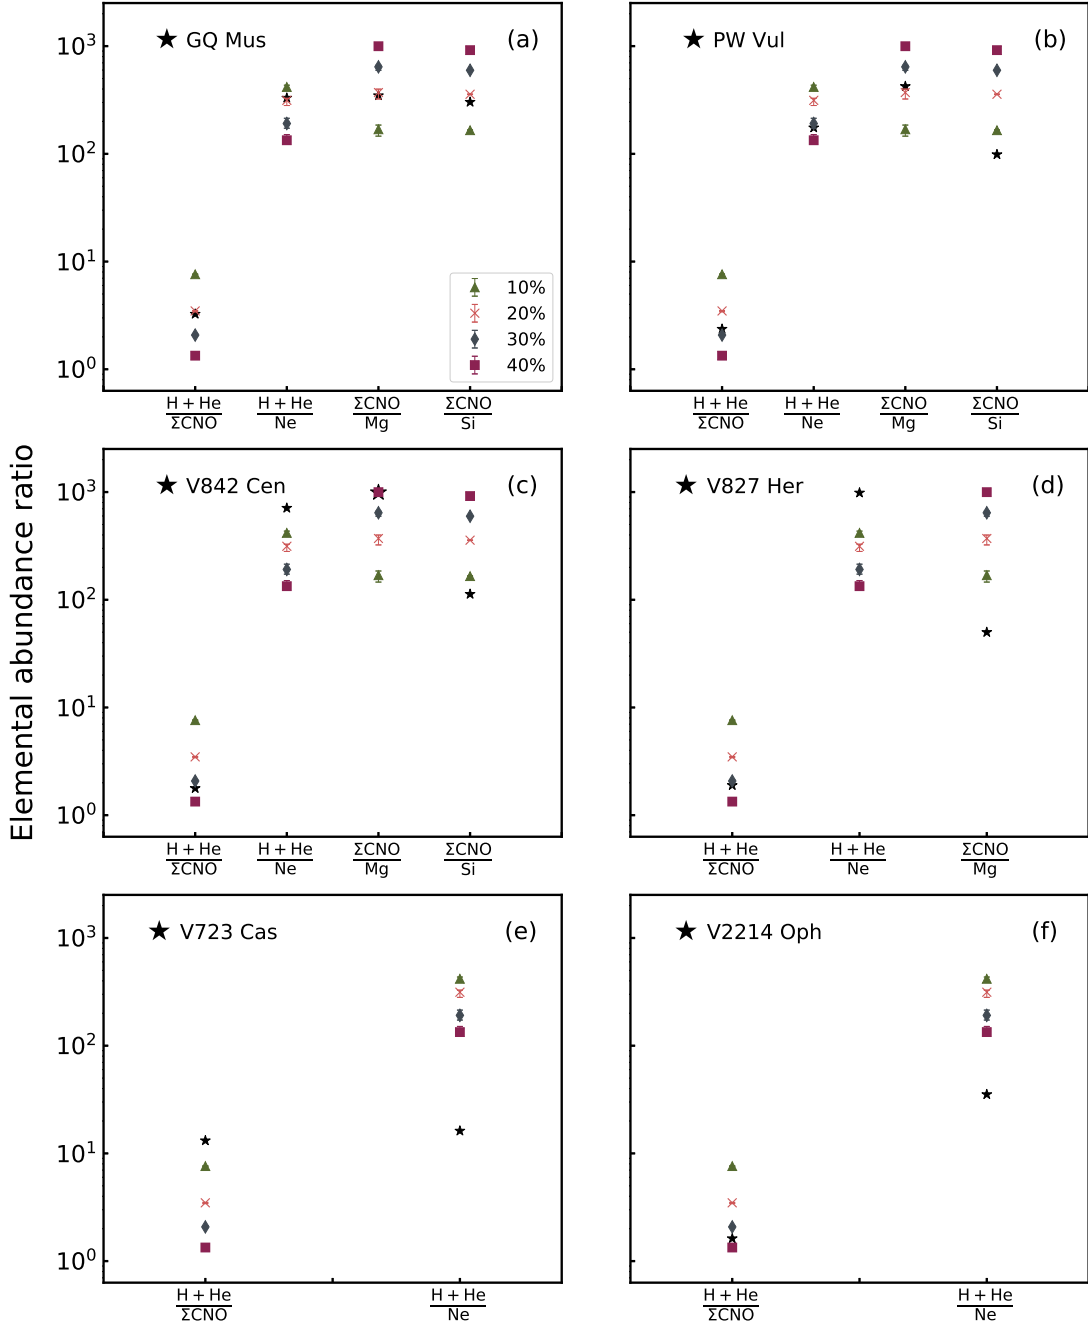 Elemental abundance ratio
GQ Mus (a)
10³
10²
10¹
10⁰
10%
20%
30%
40%
H + He
ΣCNO
H + He
Ne
ΣCNO
Mg
ΣCNO
Si
PW Vul (b)
H + He
ΣCNO
H + He
Ne
ΣCNO
Mg
ΣCNO
Si
V842 Cen (c)
10³
10²
10¹
10⁰
H + He
ΣCNO
H + He
Ne
ΣCNO
Mg
ΣCNO
Si
V827 Her (d)
H + He
ΣCNO
H + He
Ne
ΣCNO
Mg
V723 Cas (e)
10³
10²
10¹
10⁰
H + He
ΣCNO
H + He
Ne
V2214 Oph (f)
H + He
ΣCNO
H + He
Ne